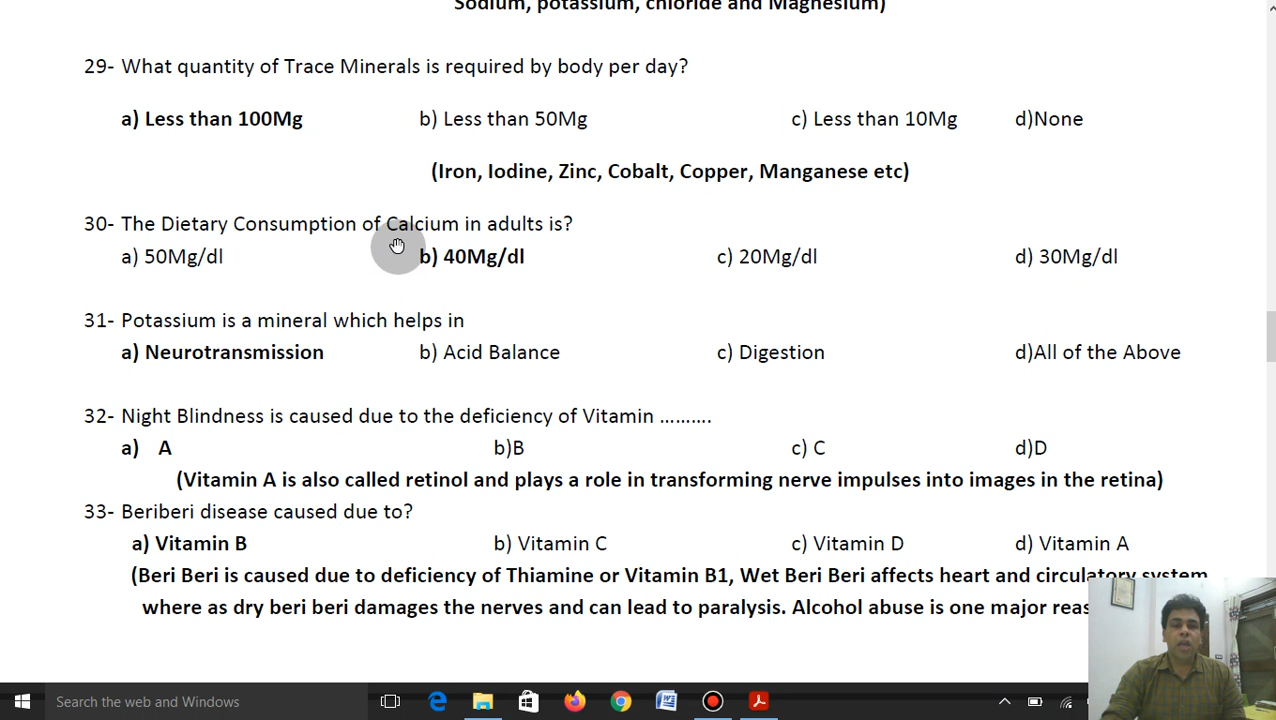 Sodium, potassium, chloride and Magnesium)
29- What quantity of Trace Minerals is required by body per day?
a) Less than 100Mg b) Less than 50Mg c) Less than 10Mg d)None
(Iron, Iodine, Zinc, Cobalt, Copper, Manganese etc)
30- The Dietary Consumption of Calcium in adults is?
a) 50Mg/dl b) 40Mg/dl c) 20Mg/dl d) 30Mg/dl
31- Potassium is a mineral which helps in
a) Neurotransmission b) Acid Balance c) Digestion d)All of the Above
32- Night Blindness is caused due to the deficiency of Vitamin ..........
a) A b)B c) C d)D
(Vitamin A is also called retinol and plays a role in transforming nerve impulses into images in the retina)
33- Beriberi disease caused due to?
a) Vitamin B b) Vitamin C c) Vitamin D d) Vitamin A
(Beri Beri is caused due to deficiency of Thiamine or Vitamin B1, Wet Beri Beri affects heart and circulatory system
where as dry beri beri damages the nerves and can lead to paralysis. Alcohol abuse is one major
Search the web and Windows